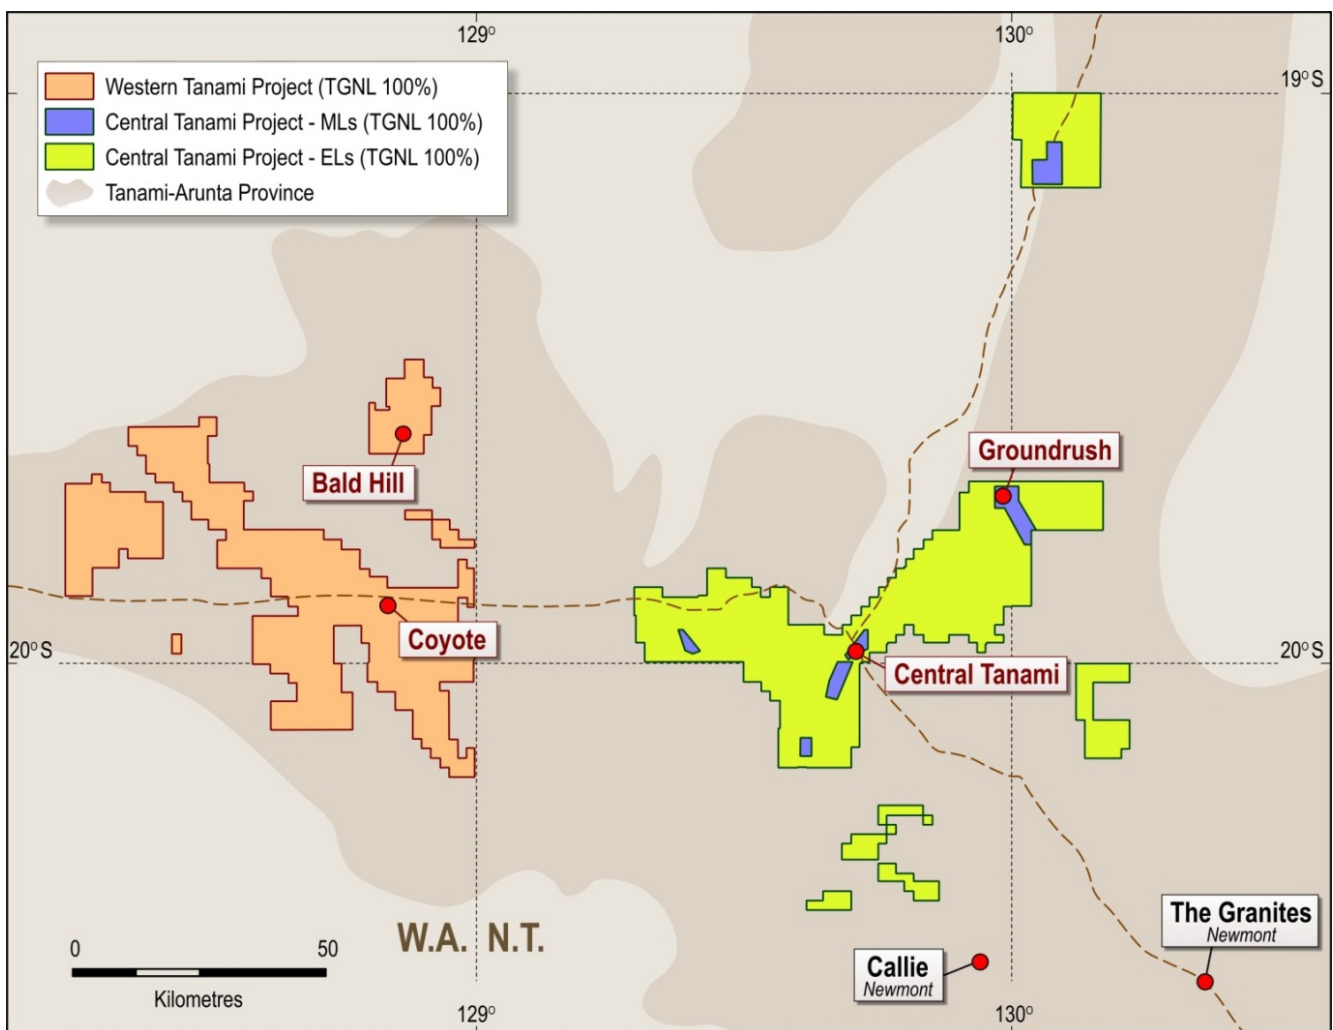 129°
130°
19°S
Western Tanami Project (TGNL 100%)
Central Tanami Project - MLs (TGNL 100%)
Central Tanami Project - ELs (TGNL 100%)
Tanami-Arunta Province
Groundrush
Bald Hill
Coyote
20°S
20°S
Central Tanami
The Granites
Newmont
W.A. N.T.
0 50
Kilometres
Callie
Newmont
129°
130°